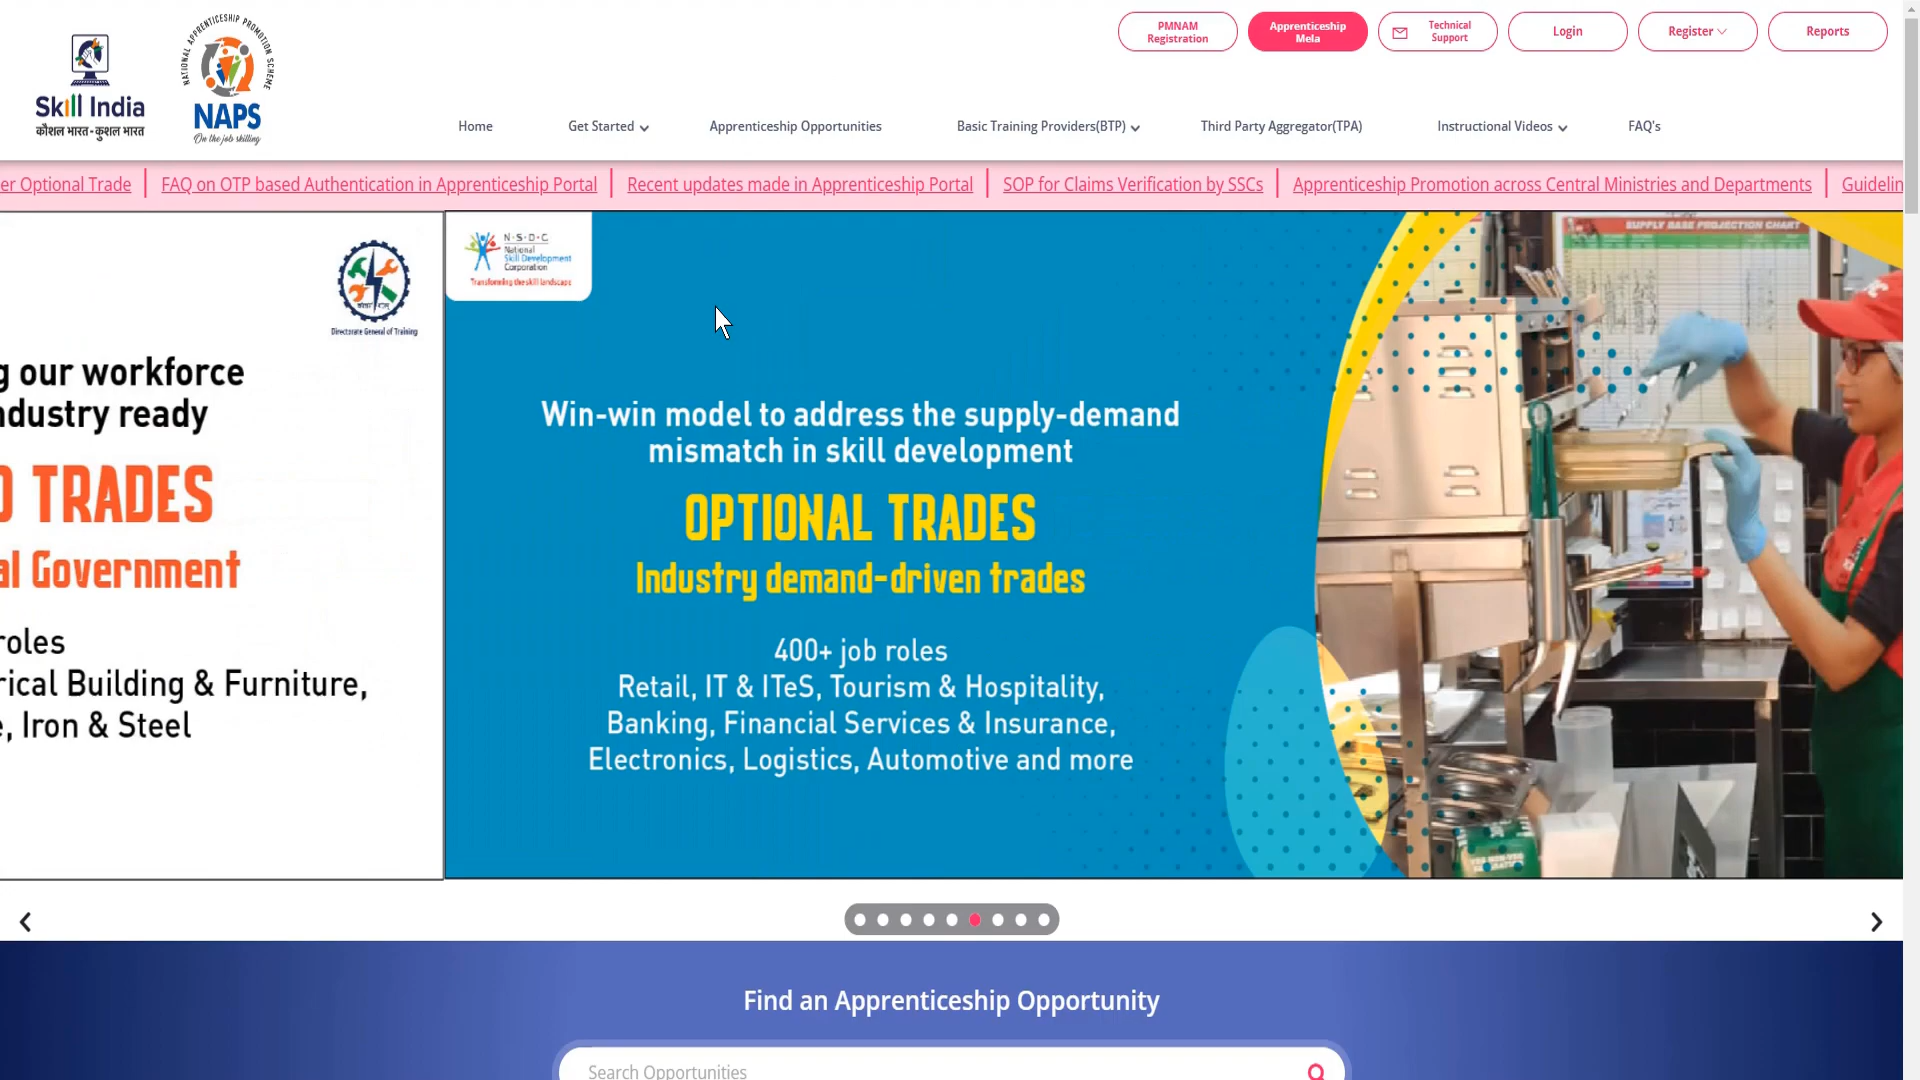 PMNAM
Registration
Apprenticeship
Mela
Technical
Support
Login
Register
Reports
NATIONAL APPRENTICESHIP PROMOTION SCHEME
Skill India
कौशल भारत - कुशल भारत
NAPS
On the job skilling
Home
Get Started
Apprenticeship Opportunities
Basic Training Providers(BTP)
Third Party Aggregator(TPA)
Instructional Videos
FAQ's
er Optional Trade
FAQ on OTP based Authentication in Apprenticeship Portal
Recent updates made in Apprenticeship Portal
SOP for Claims Verification by SSCs
Apprenticeship Promotion across Central Ministries and Departments
Guidelin
Directorate General of Training
g our workforce
ndustry ready
D TRADES
al Government
roles
rical Building & Furniture,
e, Iron & Steel
N·S·D·C
National
Skill Development
Corporation
Transforming the skill landscape
Win-win model to address the supply-demand
mismatch in skill development
OPTIONAL TRADES
Industry demand-driven trades
400+ job roles
Retail, IT & ITeS, Tourism & Hospitality,
Banking, Financial Services & Insurance,
Electronics, Logistics, Automotive and more
SUPPLY BASE PROJECTION CHART
Find an Apprenticeship Opportunity
Search Opportunities